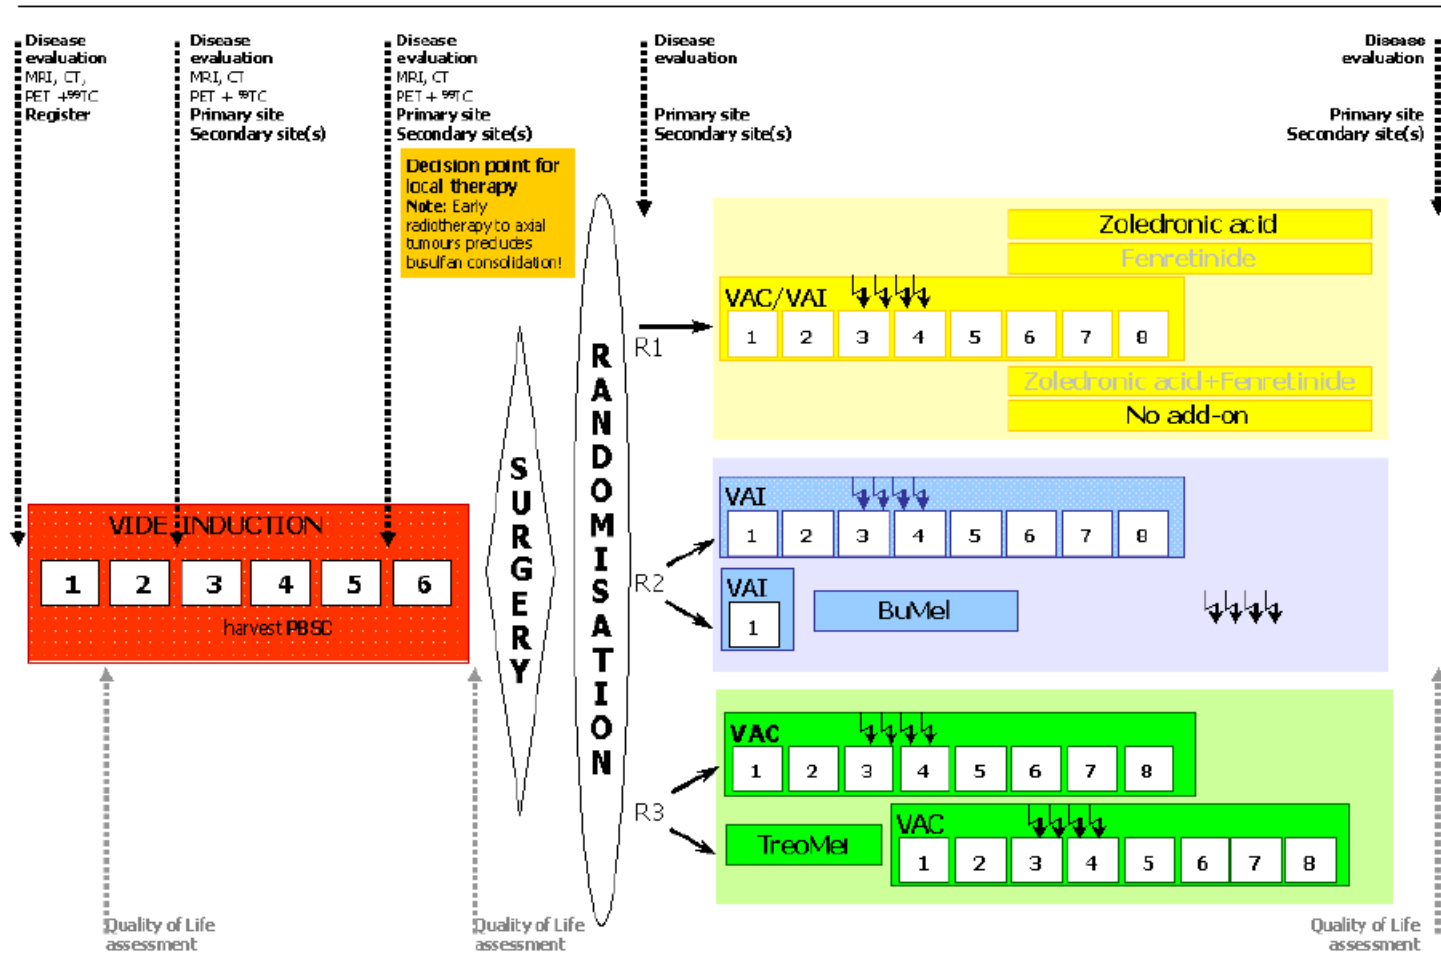 Disease
evaluation
MRI, CT,
PET +⁹⁹TC
Register
Disease
evaluation
MRI, CT
PET + ⁹⁹TC
Primary site
Secondary site(s)
Disease
evaluation
MRI, CT
PET + ⁹⁹TC
Primary site
Secondary site(s)
Disease
evaluation
Primary site
Secondary site(s)
Disease
evaluation
Primary site
Secondary site(s)
Decision point for
local therapy
Note: Early
radiotherapy to axial
tumours precludes
busulfan consolidation!
VIDE INDUCTION
1 2 3 4 5 6
harvest PBSC
SURGERY
RANDOMISATION
R1
Zoledronic acid
Fenretinide
VAC/VAI
1 2 3 4 5 6 7 8
Zoledronic acid+Fenretinide
No add-on
R2
VAI
1 2 3 4 5 6 7 8
VAI
1
BuMel
R3
VAC
1 2 3 4 5 6 7 8
TreoMel
VAC
1 2 3 4 5 6 7 8
Quality of Life
assessment
Quality of Life
assessment
Quality of Life
assessment